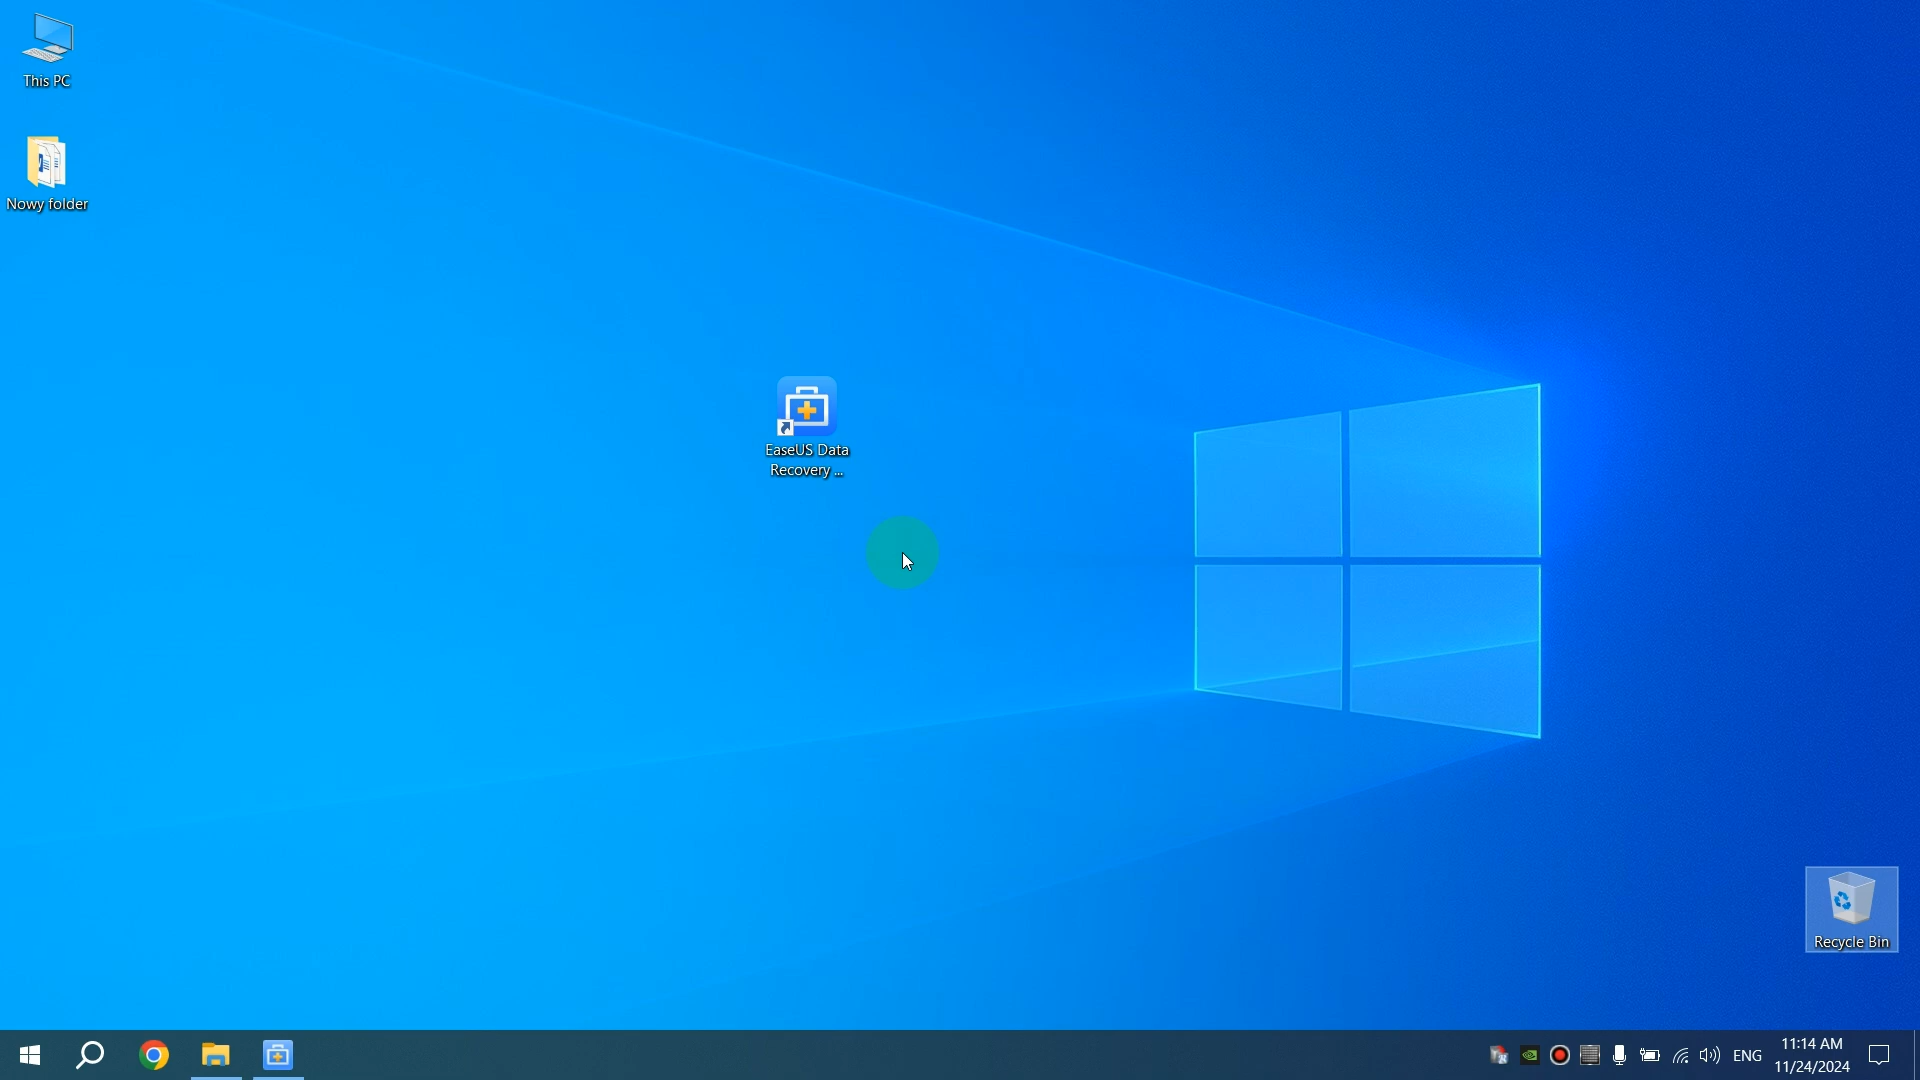 This PC
Nowy folder
EaseUS Data
Recovery ...
Recycle Bin
ENG
11:14 AM
11/24/2024